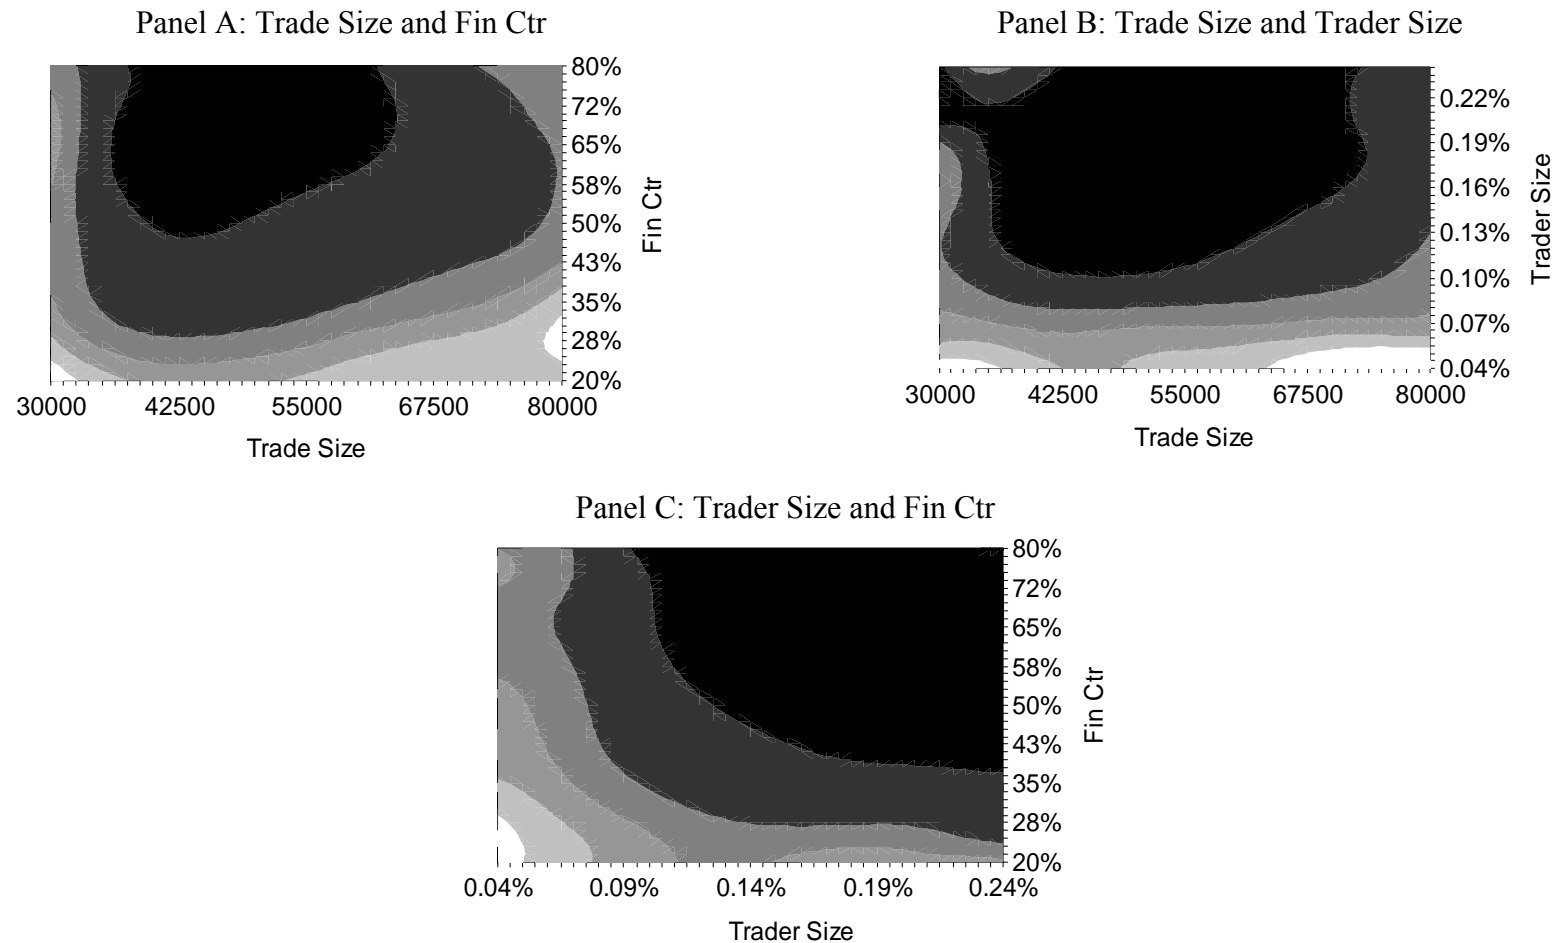 Panel A: Trade Size and Fin Ctr
80%
72%
65%
58%
50%
43%
35%
28%
20%
Fin Ctr
30000 42500 55000 67500 80000
Trade Size
Panel B: Trade Size and Trader Size
0.22%
0.19%
0.16%
0.13%
0.10%
0.07%
0.04%
Trader Size
30000 42500 55000 67500 80000
Trade Size
Panel C: Trader Size and Fin Ctr
80%
72%
65%
58%
50%
43%
35%
28%
20%
Fin Ctr
0.04% 0.09% 0.14% 0.19% 0.24%
Trader Size